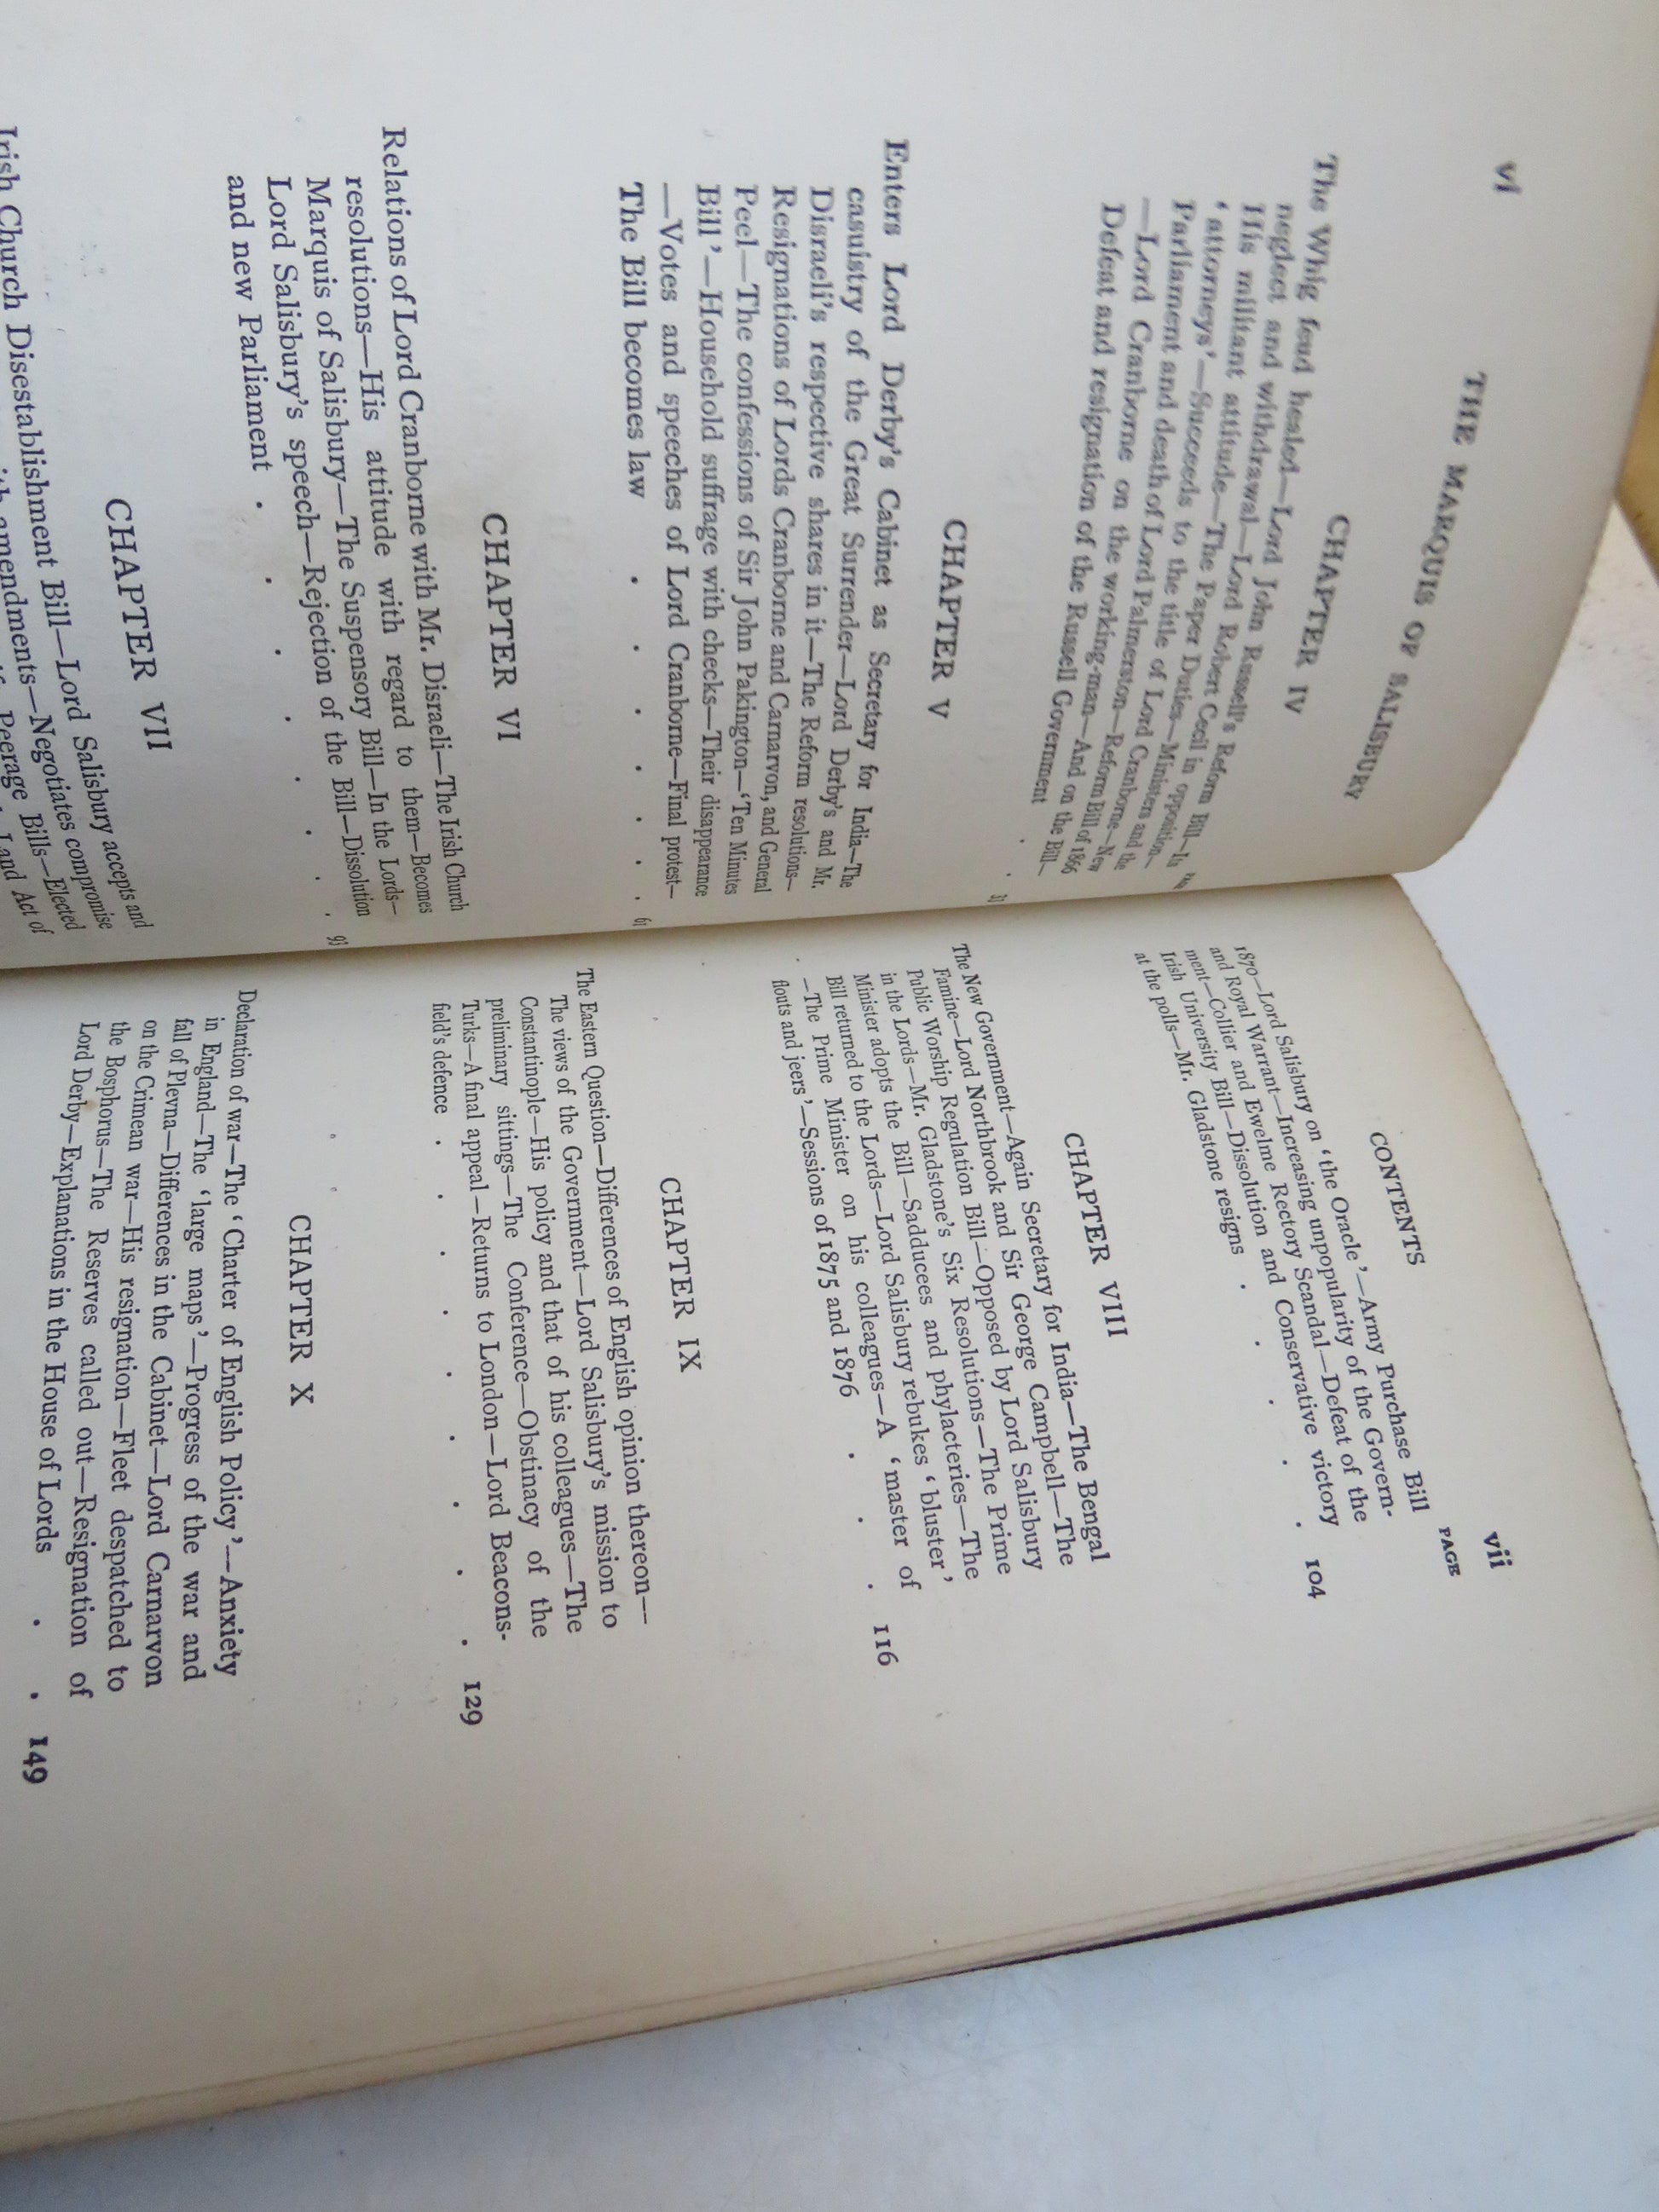 vi
THE MARQUIS OF SALISBURY
CHAPTER IV
The Whig feud healed—Lord John Russell's Reform Bill—Its
neglect and withdrawal—Lord Robert Cecil in opposition—
His militant attitude—The Paper Duties—Ministers and the
'attorneys'—Succeeds to the title of Lord Cranborne—New
Parliament and death of Lord Palmerston—Reform Bill of 1866
—Lord Cranborne on the working-man—And on the Bill—
Defeat and resignation of the Russell Government
CHAPTER V
Enters Lord Derby's Cabinet as Secretary for India—The
casuistry of the Great Surrender—Lord Derby's and Mr.
Disraeli's respective shares in it—The Reform resolutions—
Resignations of Lords Cranborne and Carnarvon, and General
Peel—The confessions of Sir John Pakington—'Ten Minutes
Bill'—Household suffrage with checks—Their disappearance
—Votes and speeches of Lord Cranborne—Final protest—
The Bill becomes law . . . . . . 61
CHAPTER VI
Relations of Lord Cranborne with Mr. Disraeli—The Irish Church
resolutions—His attitude with regard to them—Becomes
Marquis of Salisbury—The Suspensory Bill—In the Lords—
Lord Salisbury's speech—Rejection of the Bill—Dissolution
and new Parliament . . . . . . . . 93
CHAPTER VII
Irish Church Disestablishment Bill—Lord Salisbury accepts and
amendments—Negotiates compromise
Peerage Bills—Elected
Land Act of
CONTENTS
vii
PAGE
1870—Lord Salisbury on 'the Oracle'—Army Purchase Bill
and Royal Warrant—Increasing unpopularity of the Govern-
ment—Collier and Ewelme Rectory Scandal—Defeat of the
Irish University Bill—Dissolution and Conservative victory
at the polls—Mr. Gladstone resigns . . . . . 104
CHAPTER VIII
The New Government—Again Secretary for India—The Bengal
Famine—Lord Northbrook and Sir George Campbell—The
Public Worship Regulation Bill—Opposed by Lord Salisbury
in the Lords—Mr. Gladstone's Six Resolutions—The Prime
Minister adopts the Bill—Sadducees and phylacteries—The
Bill returned to the Lords—Lord Salisbury rebukes 'bluster'
—The Prime Minister on his colleagues—A 'master of
flouts and jeers'—Sessions of 1875 and 1876 . . . 116
CHAPTER IX
The Eastern Question—Differences of English opinion thereon—
The views of the Government—Lord Salisbury's mission to
Constantinople—His policy and that of his colleagues—The
preliminary sittings—The Conference—Obstinacy of the
Turks—A final appeal—Returns to London—Lord Beacons-
field's defence . . . . . . . . . 129
CHAPTER X
Declaration of war—The 'Charter of English Policy'—Anxiety
in England—The 'large maps'—Progress of the war and
fall of Plevna—Differences in the Cabinet—Lord Carnarvon
on the Crimean war—His resignation—Fleet despatched to
the Bosphorus—The Reserves called out—Resignation of
Lord Derby—Explanations in the House of Lords . . 149